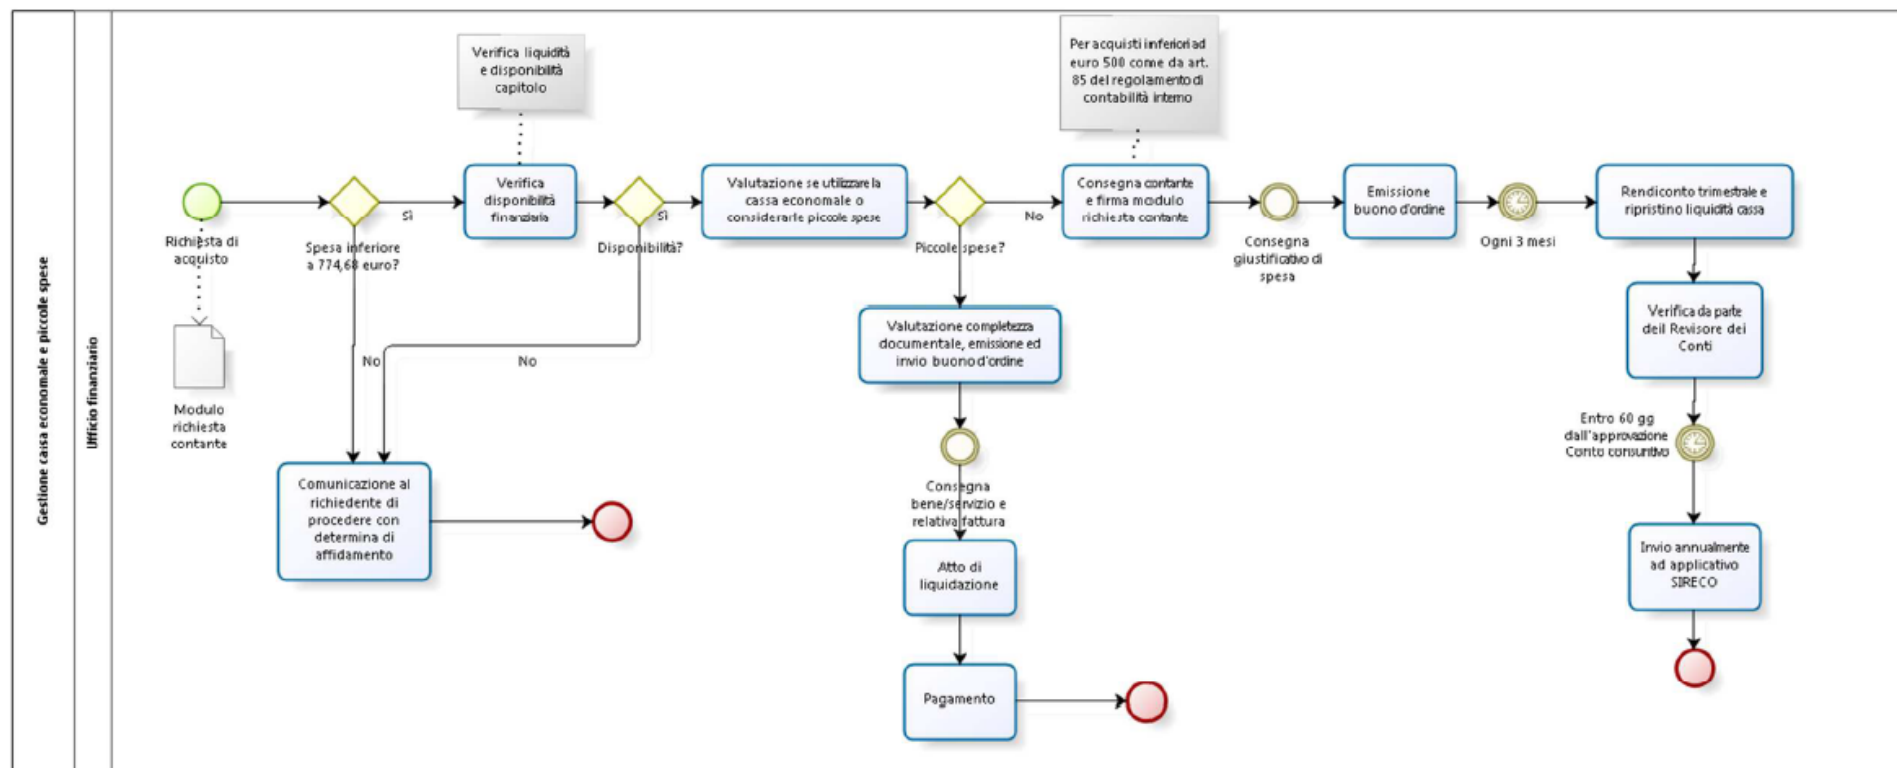 Gestione cassa economale e piccole spese
Ufficio finanziario
Verifica liquidità
e disponibilità
capitolo
Per acquisti inferiori ad
euro 500 come da art.
85 del regolamento di
contabilità interno
Richiesta di
acquisto
Modulo
richiesta
contante
Spesa inferiore
a 774,68 euro?
Sì
No
Verifica
disponibilità
finanziaria
Disponibilità?
Sì
No
Comunicazione al
richiedente di
procedere con
determina di
affidamento
Valutazione se utilizzare la
cassa economale o
considerarle piccole spese
Piccole spese?
No
Valutazione completezza
documentale, emissione ed
invio buono d'ordine
Consegna
bene/servizio e
relativa fattura
Atto di
liquidazione
Pagamento
Consegna contante
e firma modulo
richiesta contante
Consegna
giustificativo di
spesa
Emissione
buono d'ordine
Ogni 3 mesi
Rendiconto trimestrale e
ripristino liquidità cassa
Verifica da parte
deil Revisore dei
Conti
Entro 60 gg
dall'approvazione
Conto consuntivo
Invio annualmente
ad applicativo
SIRECO